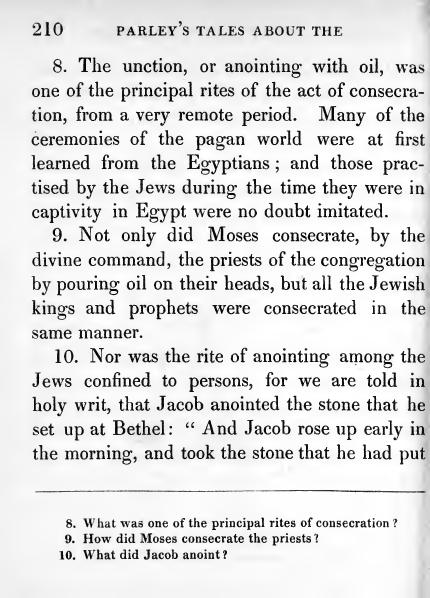 210 PARLEY'S TALES ABOUT THE
8. The unction, or anointing with oil, was
one of the principal rites of the act of consecra-
tion, from a very remote period. Many of the
ceremonies of the pagan world were at first
learned from the Egyptians ; and those prac-
tised by the Jews during the time they were in
captivity in Egypt were no doubt imitated.
9. Not only did Moses consecrate, by the
divine command, the priests of the congregation
by pouring oil on their heads, but all the Jewish
kings and prophets were consecrated in the
same manner.
10. Nor was the rite of anointing among the
Jews confined to persons, for we are told in
holy writ, that Jacob anointed the stone that he
set up at Bethel: " And Jacob rose up early in
the morning, and took the stone that he had put
8. What was one of the principal rites of consecration ?
9. How did Moses consecrate the priests ?
10. What did Jacob anoint ?